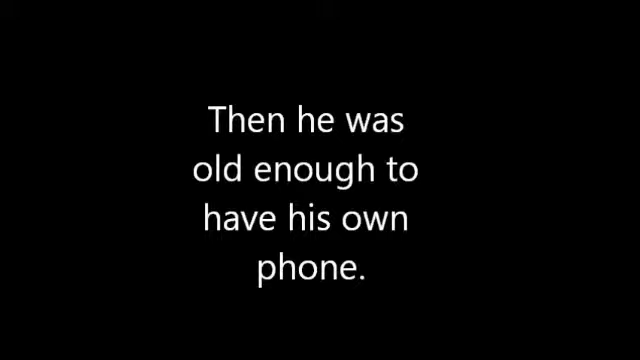 Then he was
old enough to
have his own
phone.